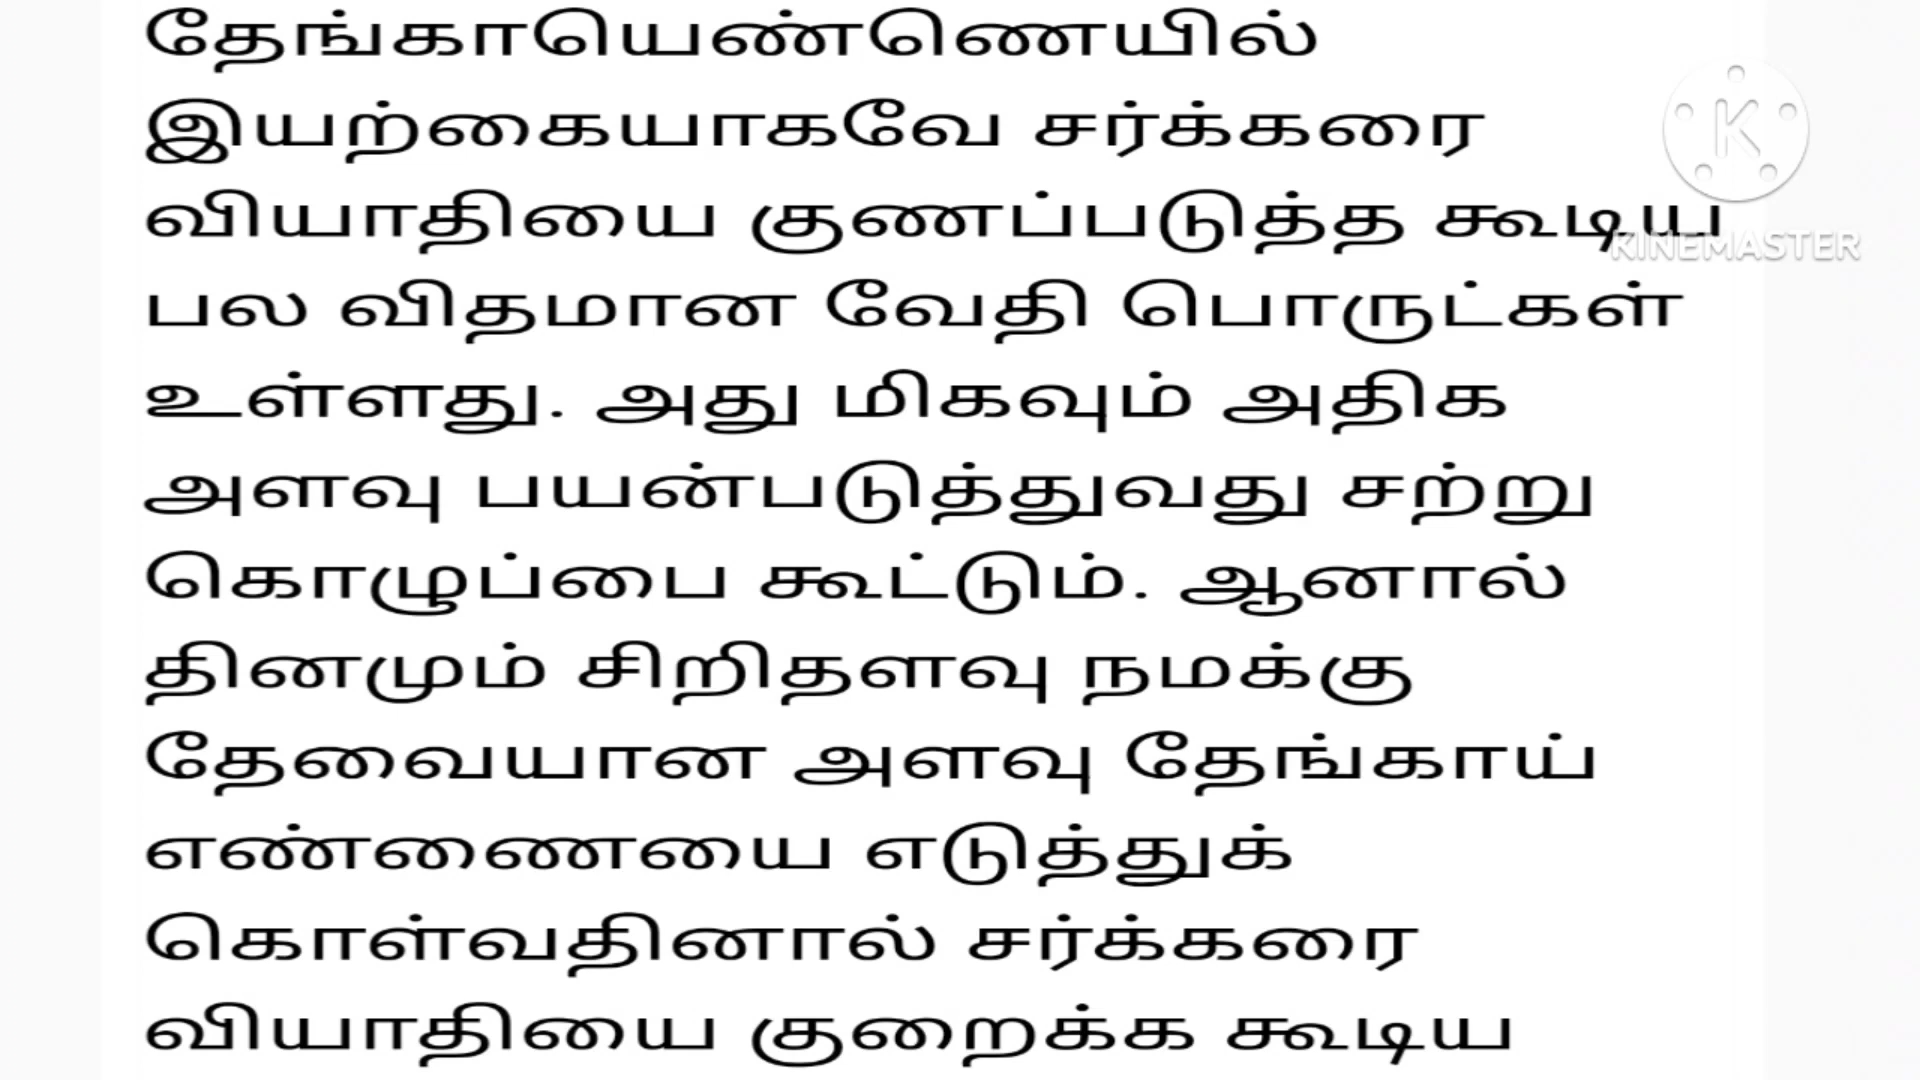 தேங்காயெண்ணெயில்
இயற்கையாகவே சர்க்கரை
வியாதியை குணப்படுத்த கூடிய
பல விதமான வேதி பொருட்கள்
உள்ளது. அது மிகவும் அதிக
அளவு பயன்படுத்துவது சற்று
கொழுப்பை கூட்டும். ஆனால்
தினமும் சிறிதளவு நமக்கு
தேவையான அளவு தேங்காய்
எண்ணையை எடுத்துக்
கொள்வதினால் சர்க்கரை
வியாதியை குறைக்க கூடிய
K
KINEMASTER